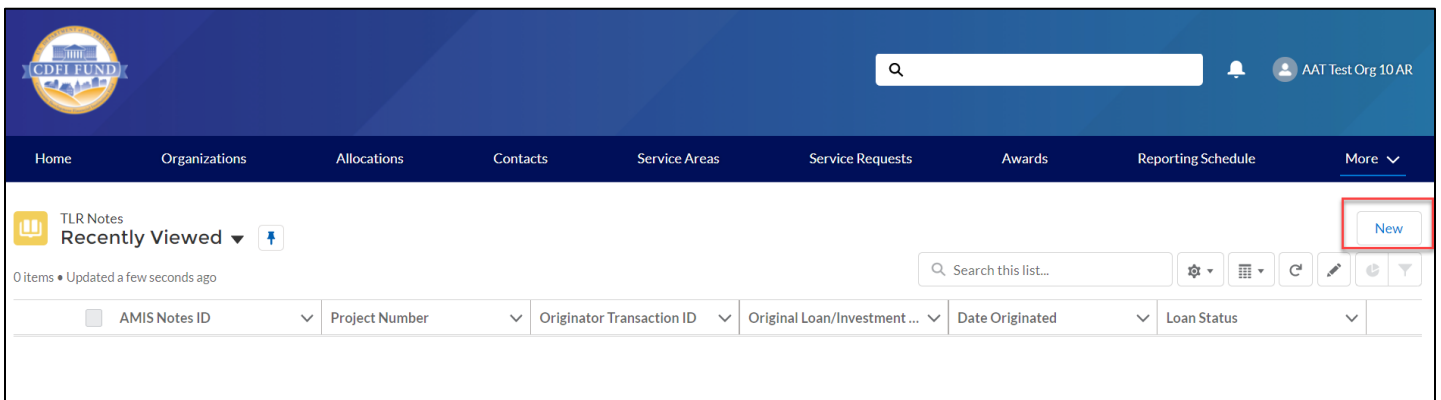 CDFI FUND
AAT Test Org 10 AR
Home Organizations Allocations Contacts Service Areas Service Requests Awards Reporting Schedule More
TLR Notes
Recently Viewed
New
0 items • Updated a few seconds ago
Search this list...
AMIS Notes ID Project Number Originator Transaction ID Original Loan/Investment ... Date Originated Loan Status